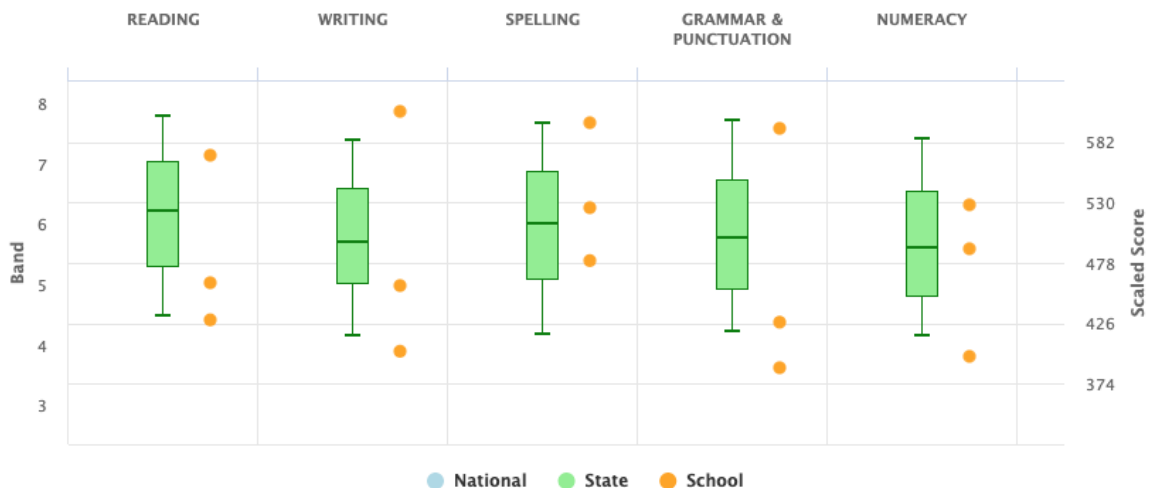 READING
WRITING
SPELLING
GRAMMAR &
PUNCTUATION
NUMERACY
8
7
6
5
4
3
Band
582
530
478
426
374
Scaled Score
National
State
School